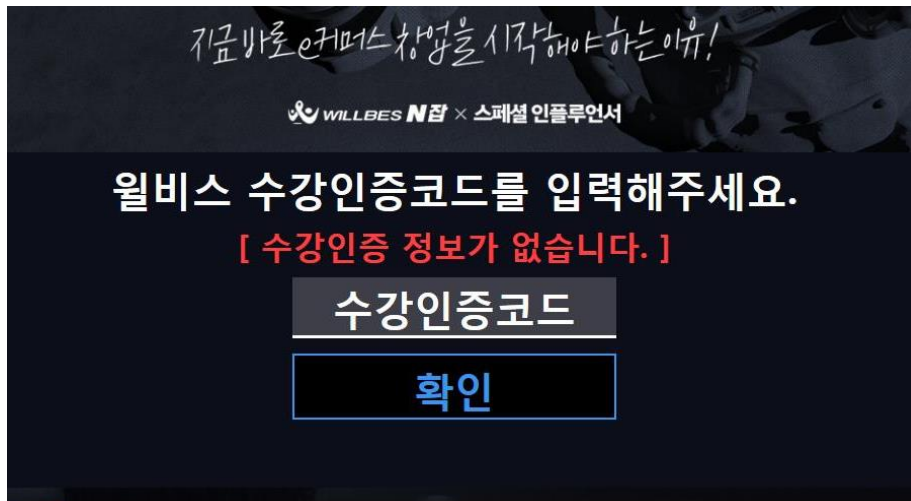 지금 바로 e커머스 창업을 시작해야 하는 이유!
WILLBES N잡 × 스페셜 인플루언서
윌비스 수강인증코드를 입력해주세요.
[ 수강인증 정보가 없습니다. ]
수강인증코드
확인